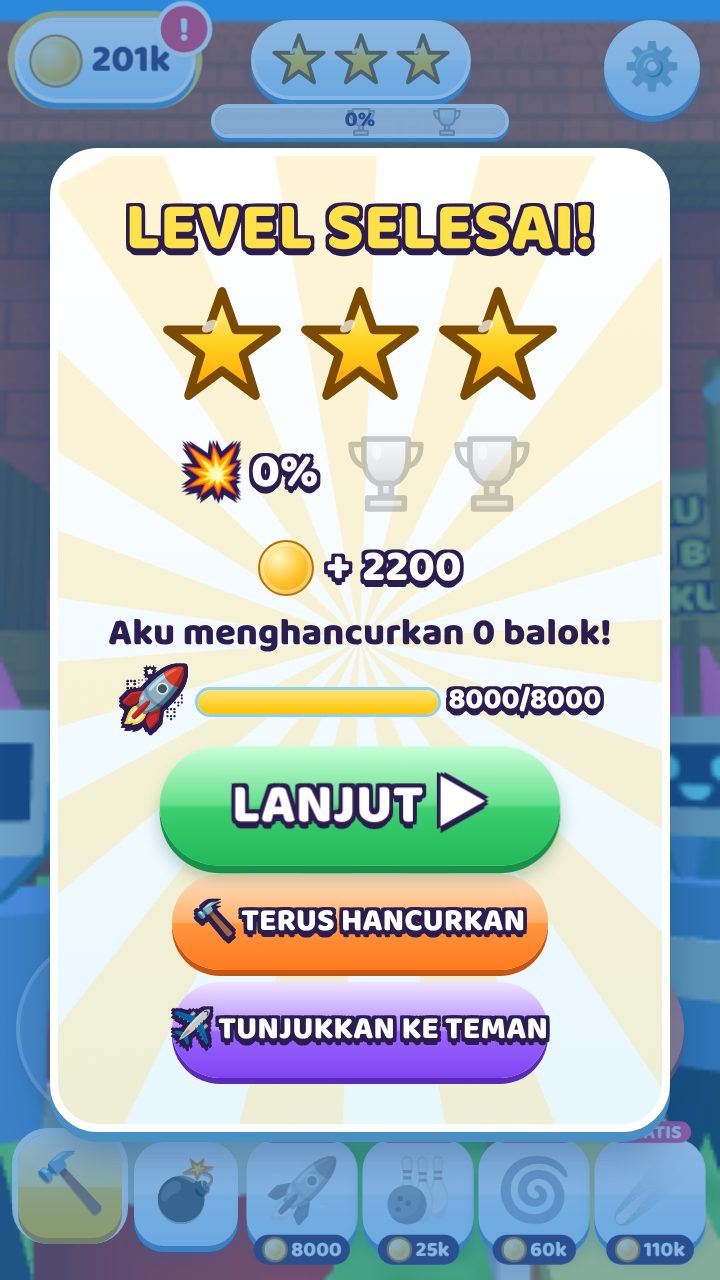 201k
!
0%
LEVEL SELESAI!
0%
+ 2200
Aku menghancurkan 0 balok!
8000/8000
LANJUT
TERUS HANCURKAN
TUNJUKKAN KE TEMAN
8000
25k
60k
110k